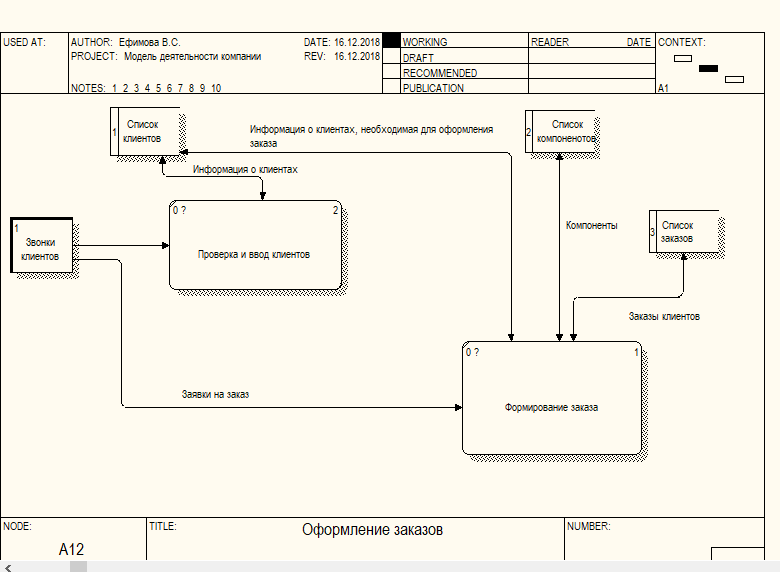 USED AT: AUTHOR: Ефимова В.С. DATE: 16.12.2018 WORKING READER DATE CONTEXT:
PROJECT: Модель деятельности компании REV: 16.12.2018 DRAFT
RECOMMENDED
NOTES: 1 2 3 4 5 6 7 8 9 10 PUBLICATION A1
1 Список
клиентов
Информация о клиентах, необходимая для оформления
заказа
2 Список
компоненотов
Информация о клиентах
0 ? 2
Проверка и ввод клиентов
1
Звонки
клиентов
Компоненты
3 Список
заказов
Заказы клиентов
0 ? 1
Формирование заказа
Заявки на заказ
NODE: TITLE: Оформление заказов NUMBER:
A12